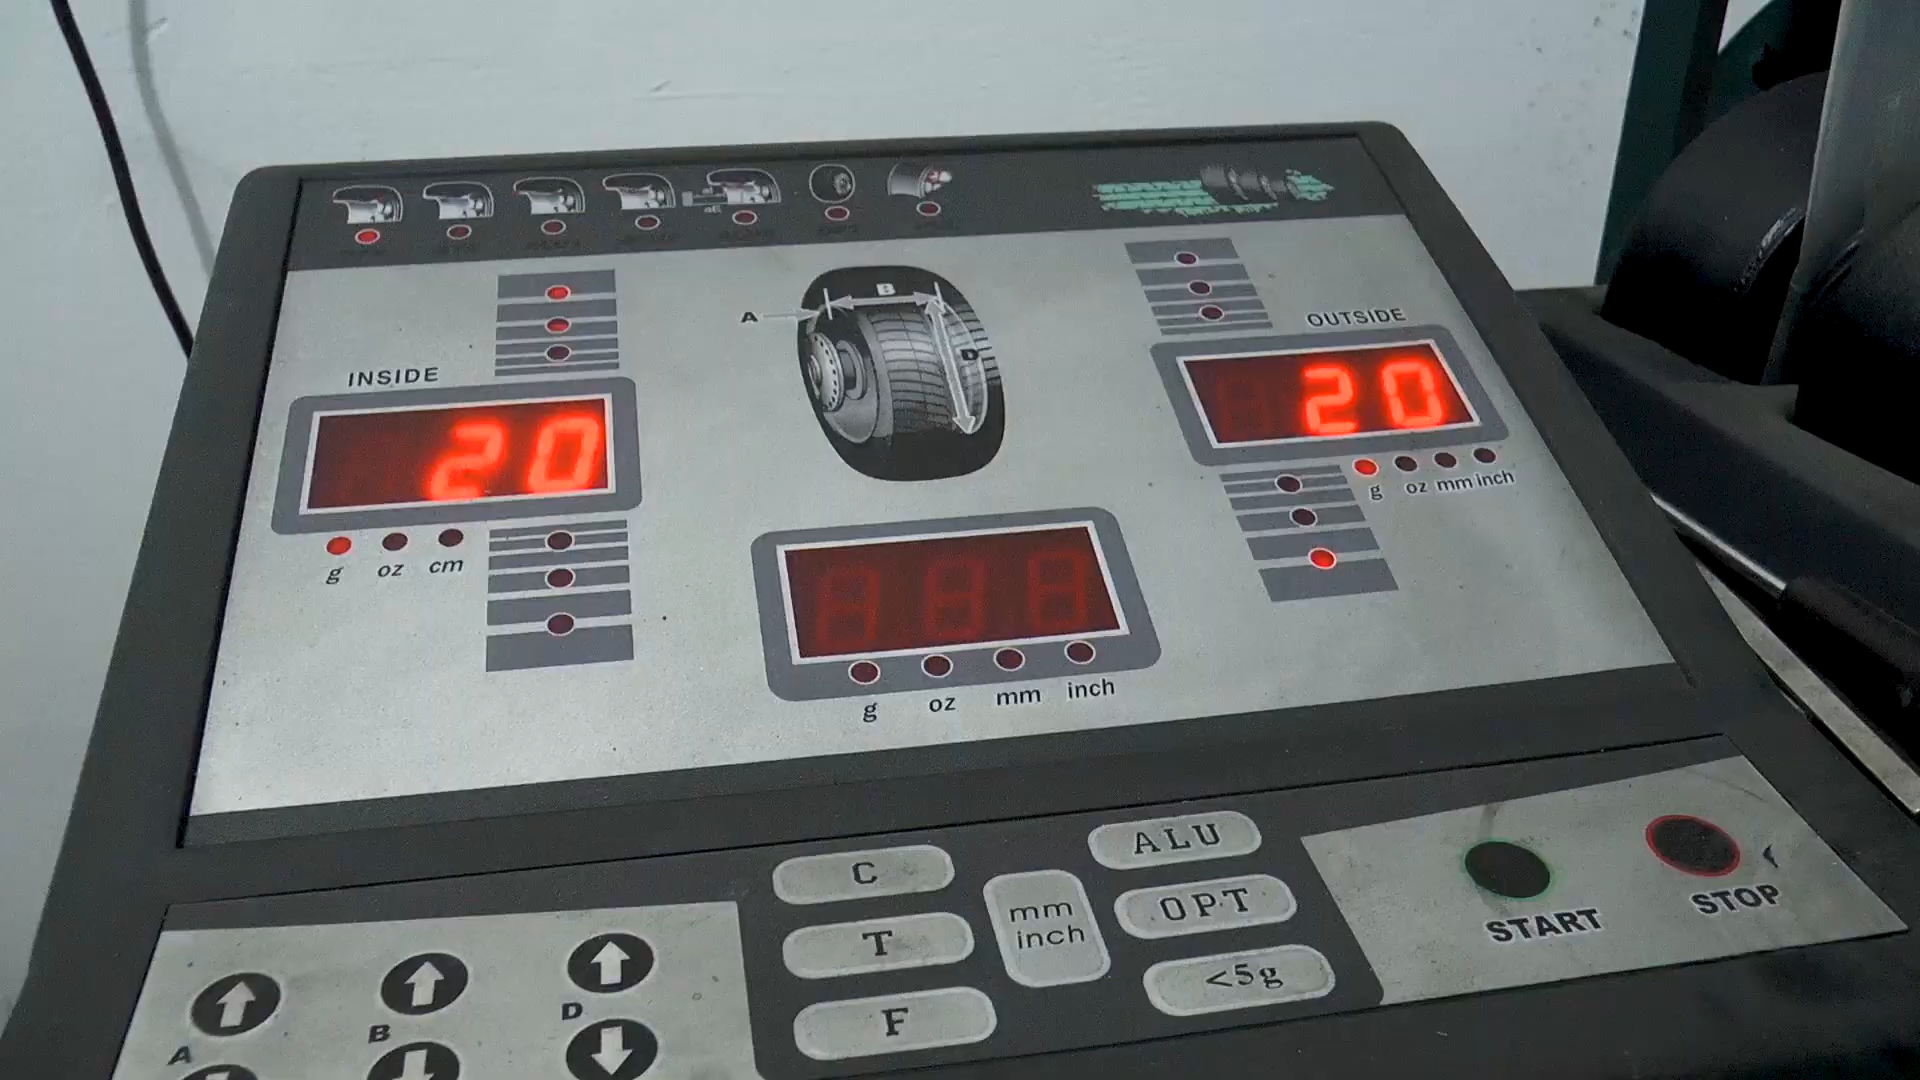 A
B
D
INSIDE
20
g oz cm
OUTSIDE
20
g oz mm inch
g oz mm inch
C
T
F
mm
inch
ALU
OPT
<5g
START
STOP
A
B
D